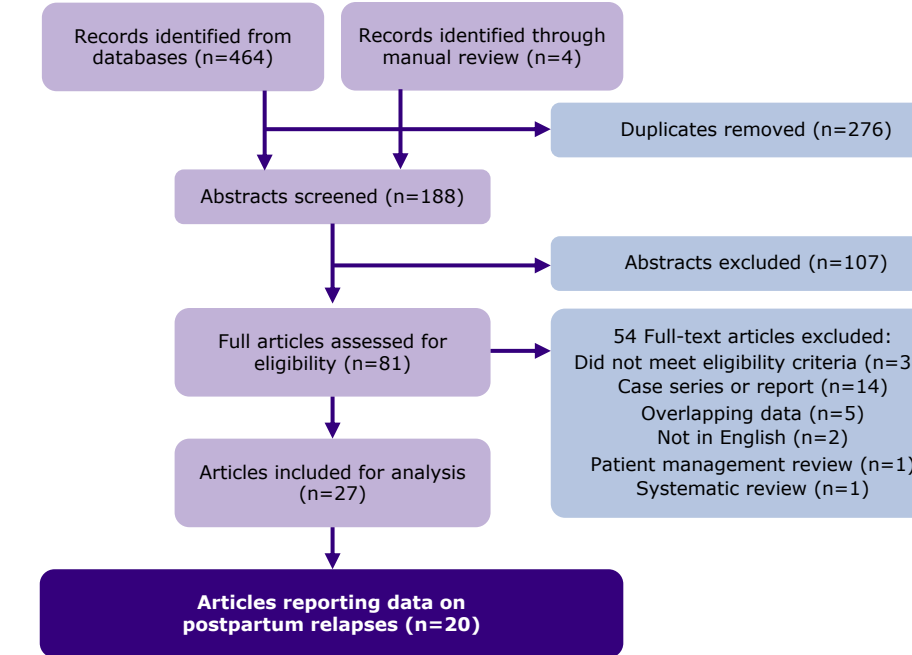 Records identified from
databases (n=464)
Records identified through
manual review (n=4)
Duplicates removed (n=276)
Abstracts screened (n=188)
Abstracts excluded (n=107)
Full articles assessed for
eligibility (n=81)
54 Full-text articles excluded:
Did not meet eligibility criteria (n=3
Case series or report (n=14)
Overlapping data (n=5)
Not in English (n=2)
Patient management review (n=1)
Systematic review (n=1)
Articles included for analysis
(n=27)
Articles reporting data on
postpartum relapses (n=20)